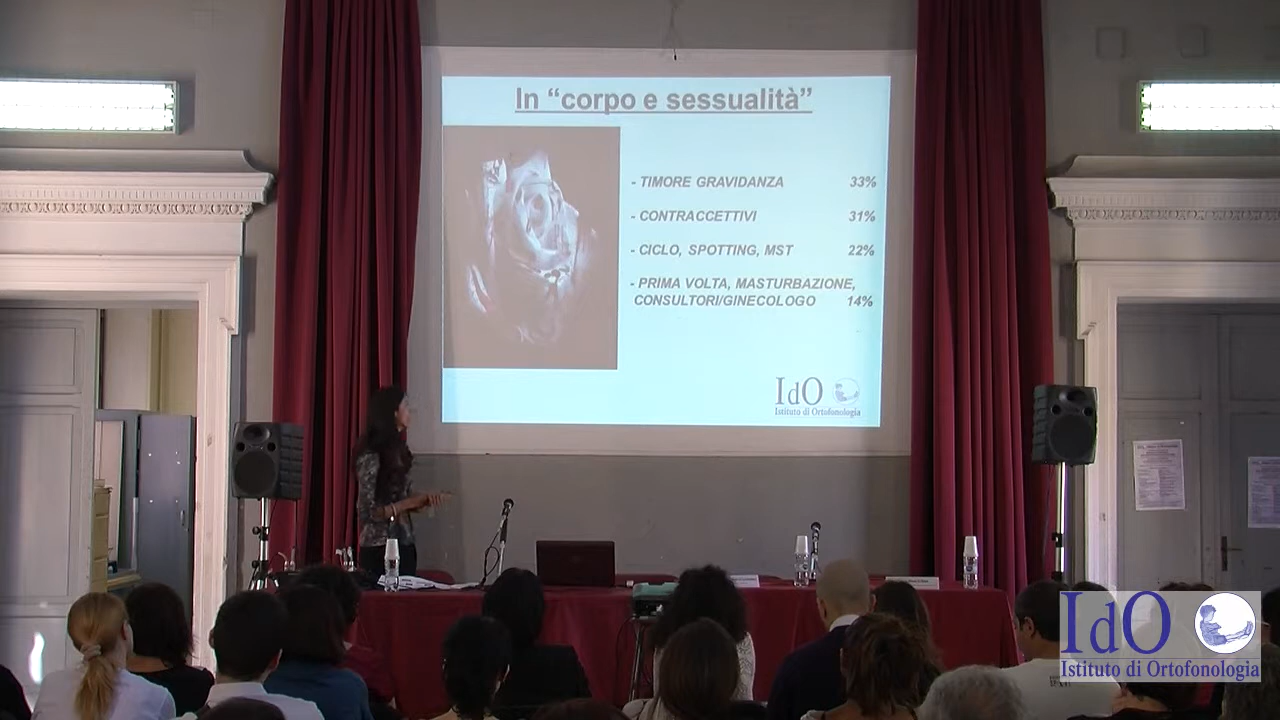 In “corpo e sessualità”
- TIMORE GRAVIDANZA 33%
- CONTRACCETTIVI 31%
- CICLO, SPOTTING, MST 22%
- PRIMA VOLTA, MASTURBAZIONE,
CONSULTORI/GINECOLOGO 14%
IdO
Istituto di Ortofonologia
IdO
Istituto di Ortofonologia